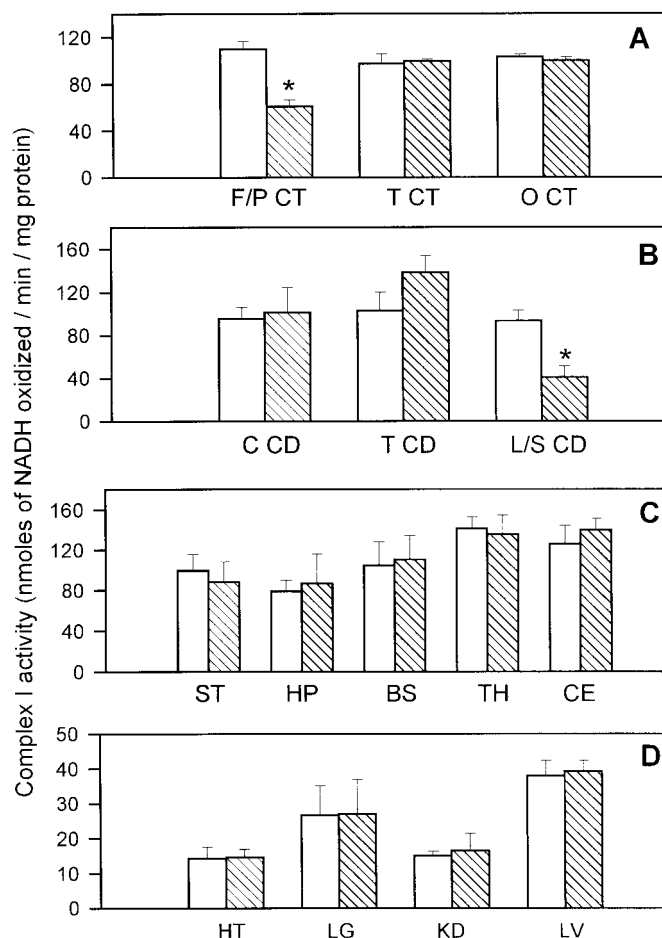 Complex I activity (nmoles of NADH oxidized / min / mg protein)
A
120
80
40
0
*
F/P CT T CT O CT
B
160
120
80
40
0
*
C CD T CD L/S CD
C
160
120
80
40
0
ST HP BS TH CE
D
50
40
30
20
10
0
HT LG KD LV